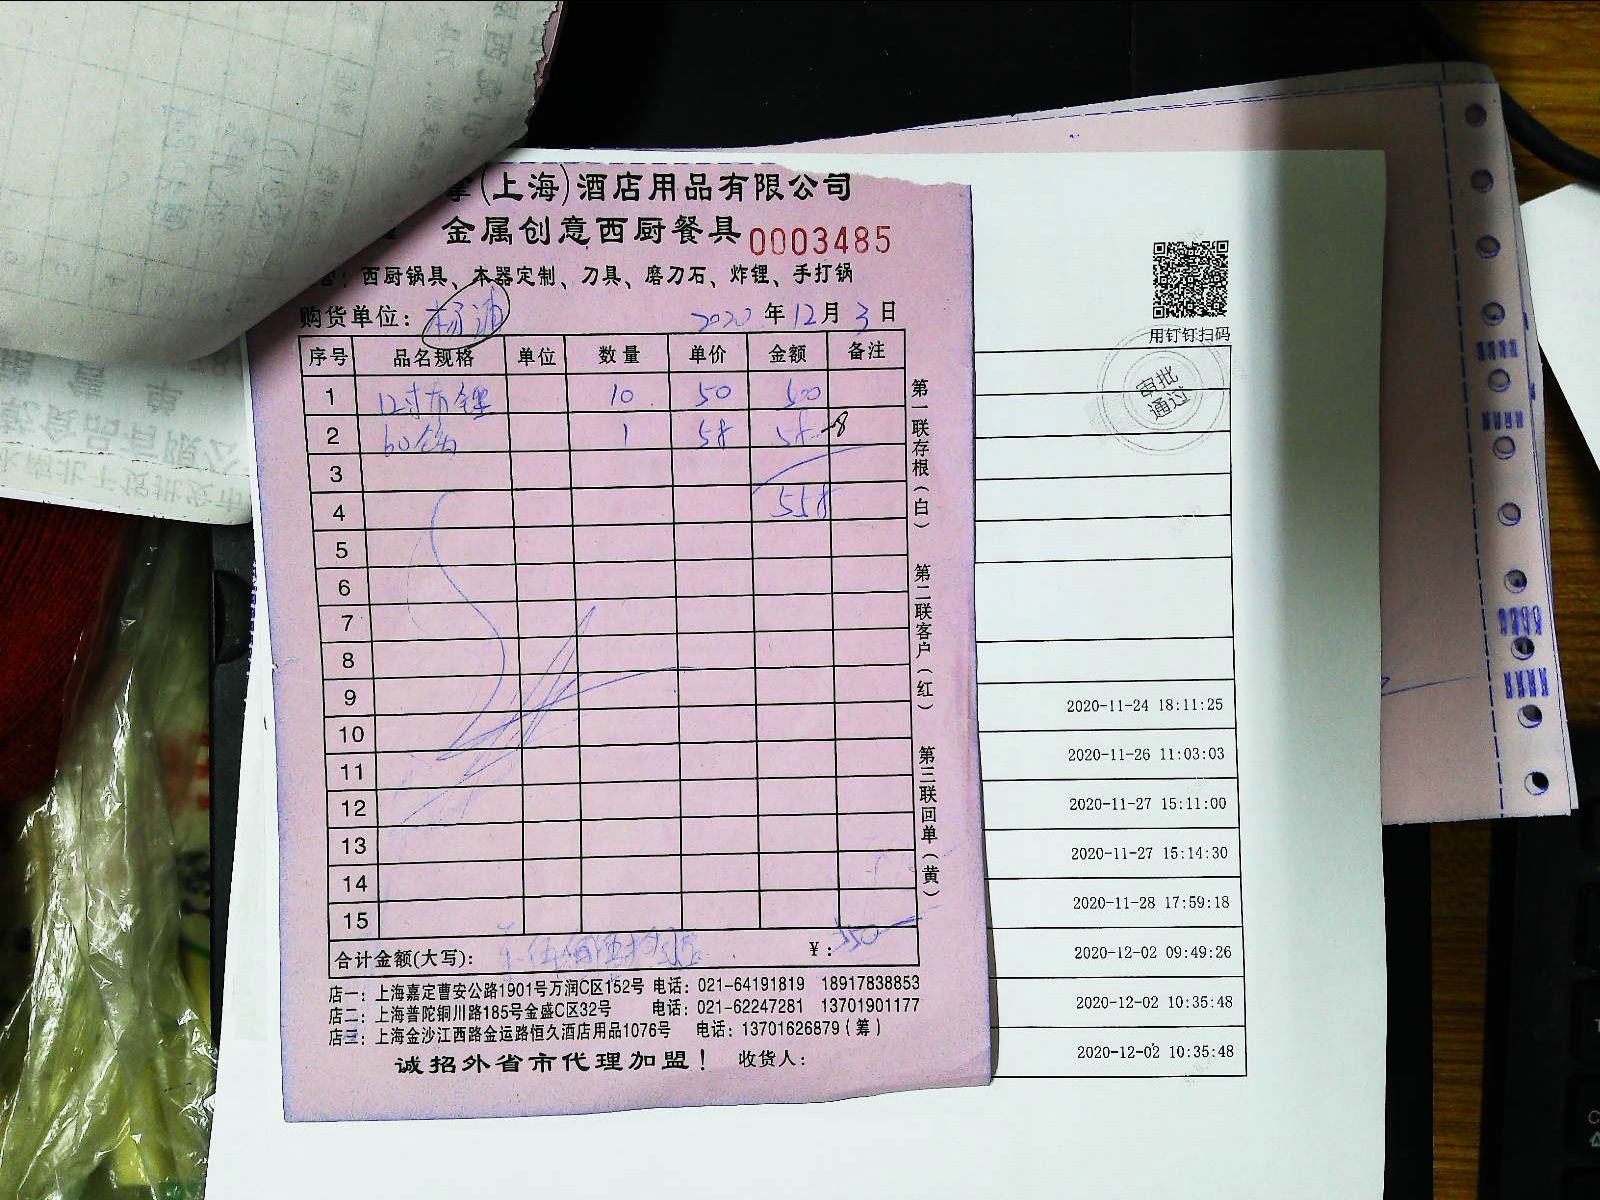 (上海)酒店用品有限公司
金属创意西厨餐具 0003485
：西厨锅具、本器定制、刀具、磨刀石、炸锂、手打锅
购货单位：杨浦 2020 年 12 月 3 日
序号 品名规格 单位 数量 单价 金额 备注
1 12寸布锂 10 50 500
2 60 1 58 58 -8
3
4 558
5
6
7
8
9
10
11
12
13
14
15
合计金额(大写)： ¥：550
店一：上海嘉定曹安公路1901号万润C区152号 电话：021-64191819 18917838853
店二：上海普陀铜川路185号金盛C区32号 电话：021-62247281 13701901177
店三：上海金沙江西路金运路恒久酒店用品1076号 电话：13701626879(筹)
诚招外省市代理加盟！ 收货人：
第一联存根(白)
第二联客户(红)
第三联回单(黄)
用钉钉扫码
审批
通过
2020-11-24 18:11:25
2020-11-26 11:03:03
2020-11-27 15:11:00
2020-11-27 15:14:30
2020-11-28 17:59:18
2020-12-02 09:49:26
2020-12-02 10:35:48
2020-12-02 10:35:48